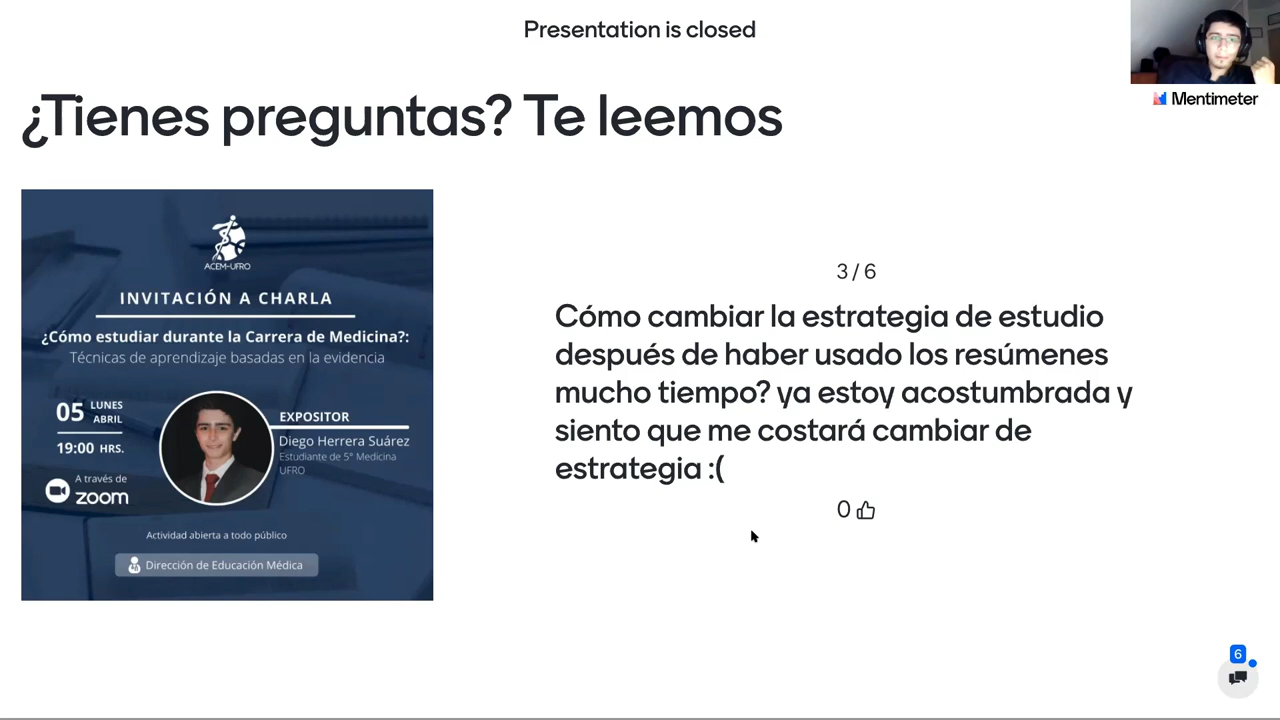 Presentation is closed
Mentimeter
¿Tienes preguntas? Te leemos
ACEM-UFRO
INVITACIÓN A CHARLA
¿Cómo estudiar durante la Carrera de Medicina?:
Técnicas de aprendizaje basadas en la evidencia
05 LUNES
ABRIL
19:00 HRS.
A través de
zoom
EXPOSITOR
Diego Herrera Suárez
Estudiante de 5° Medicina
UFRO
Actividad abierta a todo público
Dirección de Educación Médica
3 / 6
Cómo cambiar la estrategia de estudio
después de haber usado los resúmenes
mucho tiempo? ya estoy acostumbrada y
siento que me costará cambiar de
estrategia :(
0
6